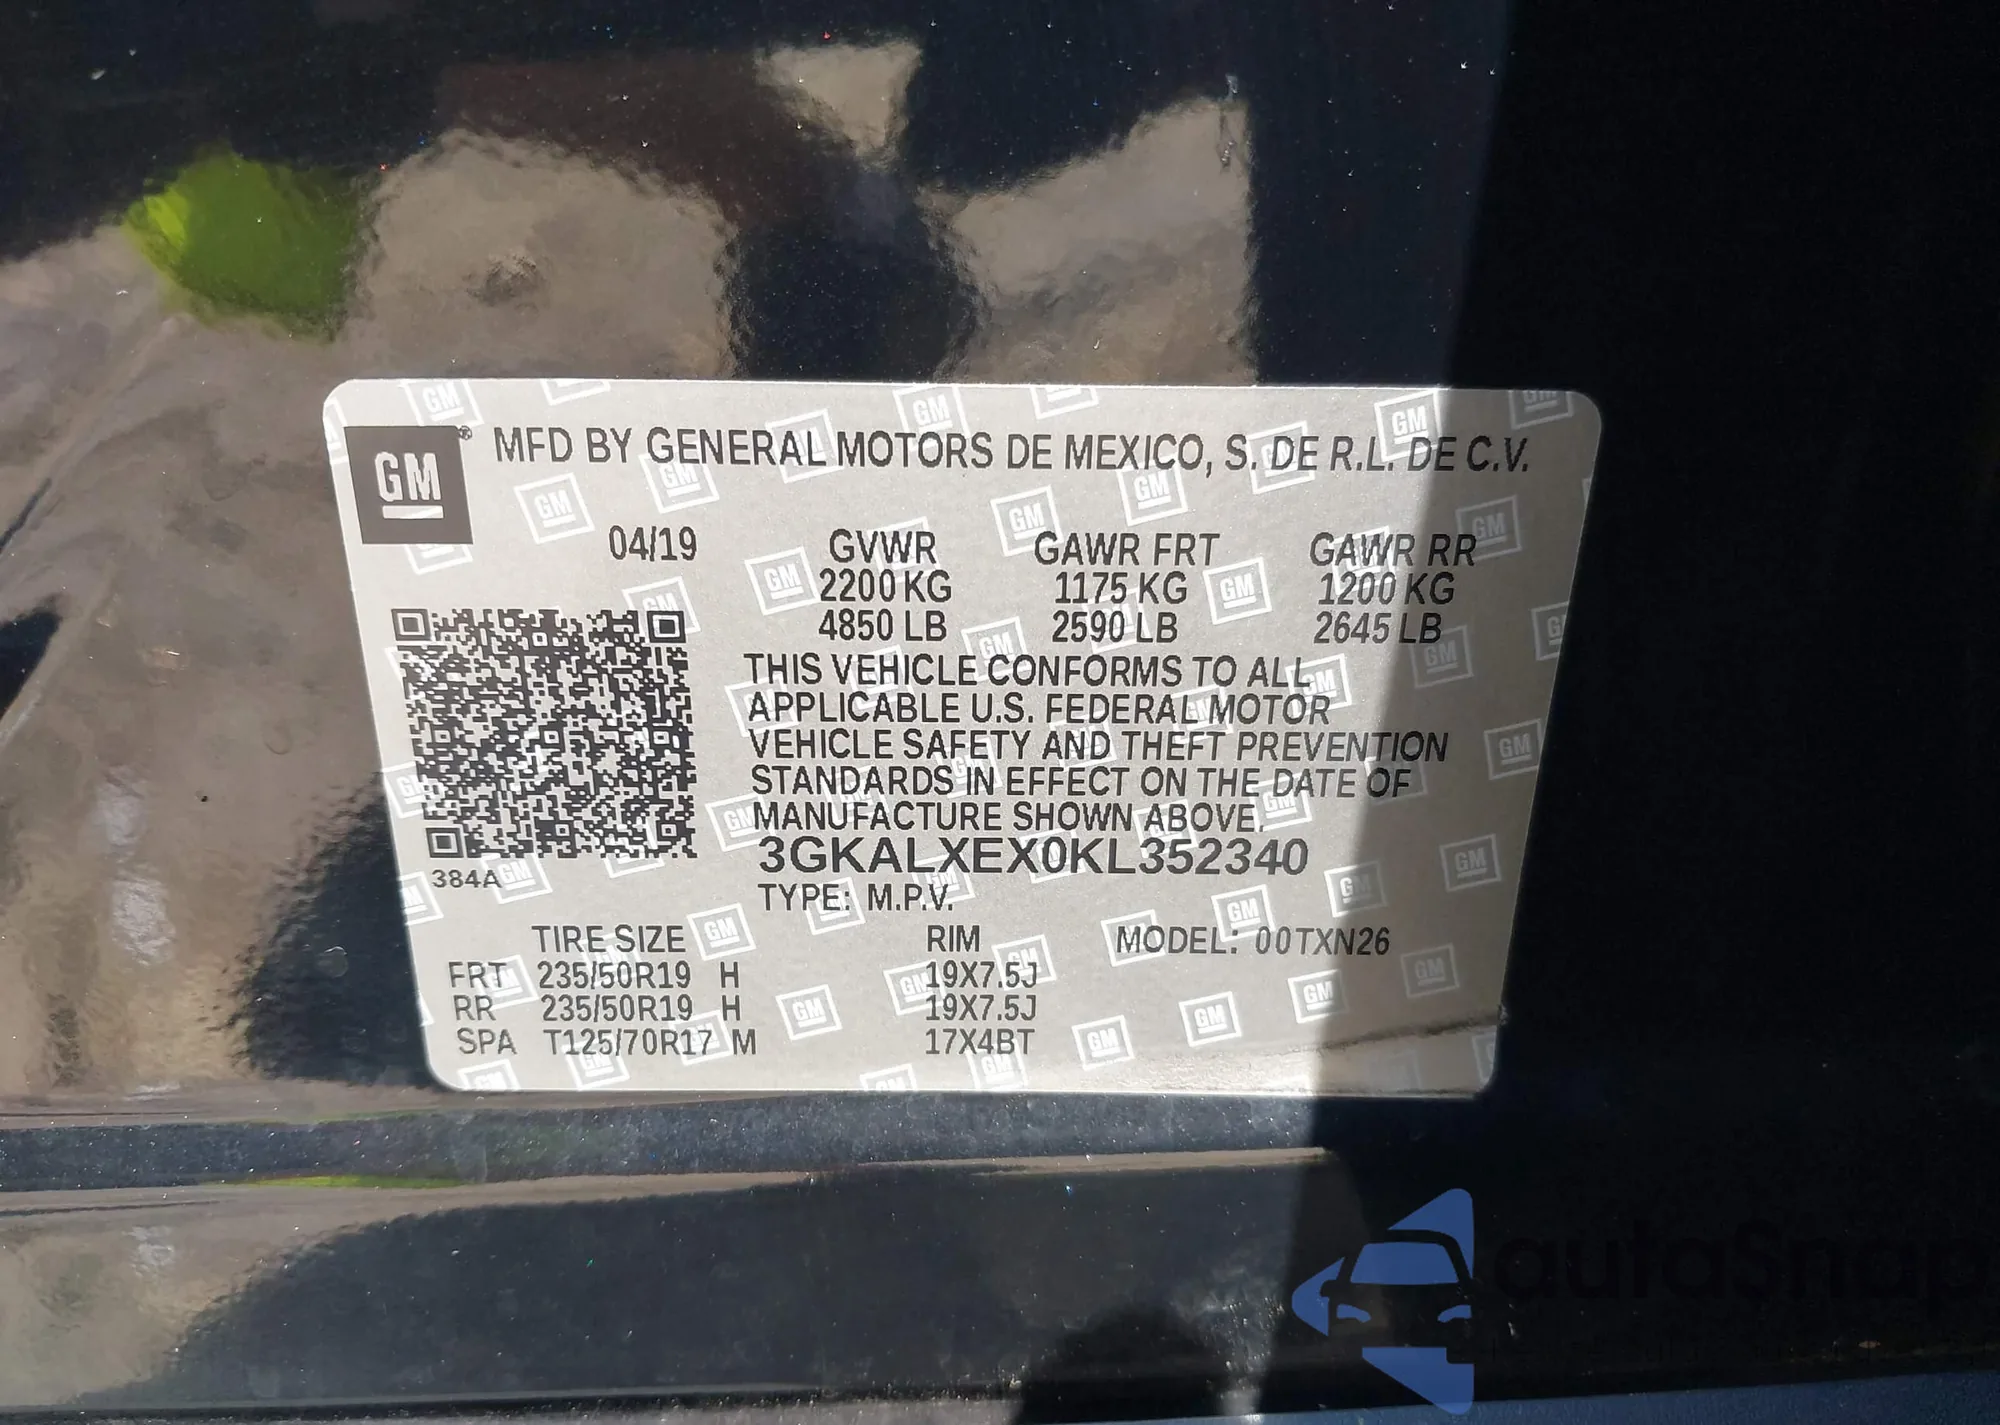 GM® MFD BY GENERAL MOTORS DE MEXICO, S. DE R.L. DE C.V.
04/19 GVWR GAWR FRT GAWR RR
2200 KG 1175 KG 1200 KG
4850 LB 2590 LB 2645 LB
THIS VEHICLE CONFORMS TO ALL
APPLICABLE U.S. FEDERAL MOTOR
VEHICLE SAFETY AND THEFT PREVENTION
STANDARDS IN EFFECT ON THE DATE OF
MANUFACTURE SHOWN ABOVE.
3GKALXEX0KL352340
384A
TYPE: M.P.V.
TIRE SIZE RIM MODEL: 00TXN26
FRT 235/50R19 H 19X7.5J
RR 235/50R19 H 19X7.5J
SPA T125/70R17 M 17X4BT
autoSnap